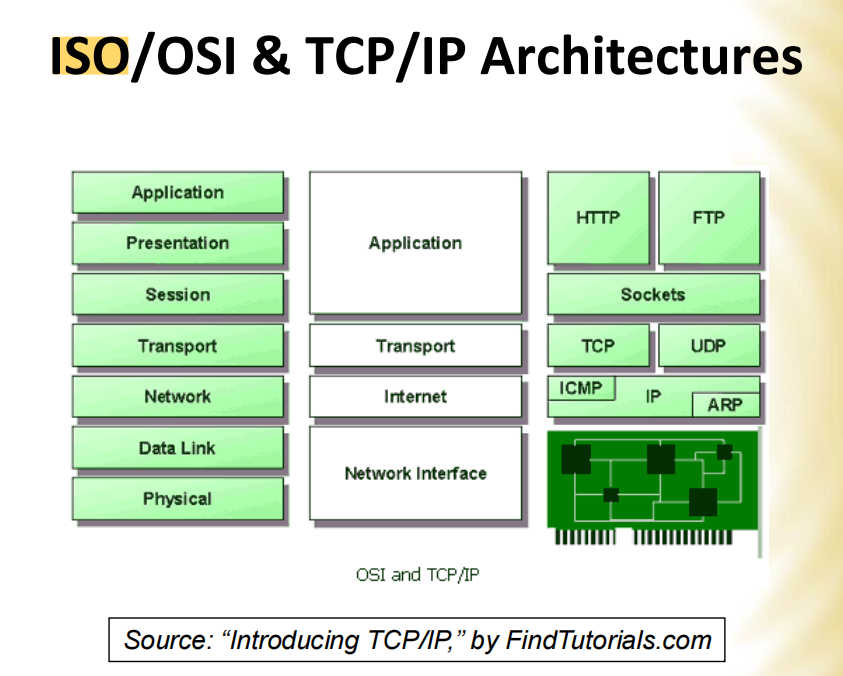 ISO/OSI & TCP/IP Architectures
Application
Presentation
Session
Transport
Network
Data Link
Physical
Application
Transport
Internet
Network Interface
HTTP
FTP
Sockets
TCP
UDP
ICMP
IP
ARP
OSI and TCP/IP
Source: “Introducing TCP/IP,” by FindTutorials.com